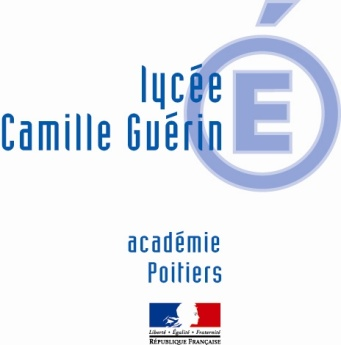 lycée
Camille Guérin
É
académie
Poitiers
Liberté • Égalité • Fraternité
RÉPUBLIQUE FRANÇAISE